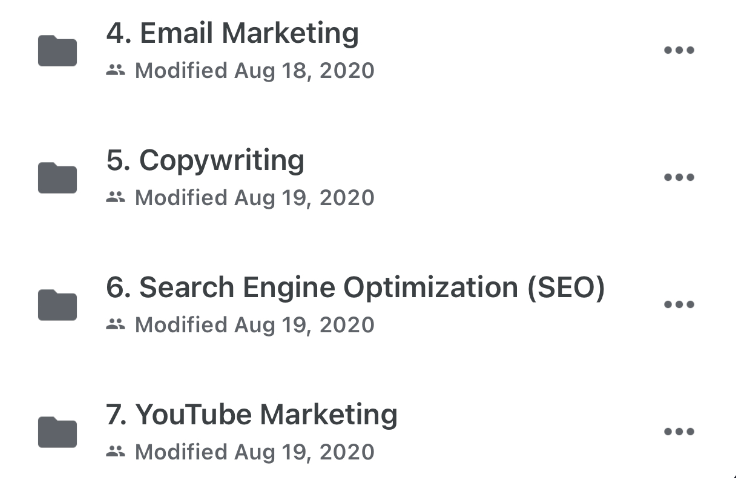 4. Email Marketing
Modified Aug 18, 2020
5. Copywriting
Modified Aug 19, 2020
6. Search Engine Optimization (SEO)
Modified Aug 19, 2020
7. YouTube Marketing
Modified Aug 19, 2020